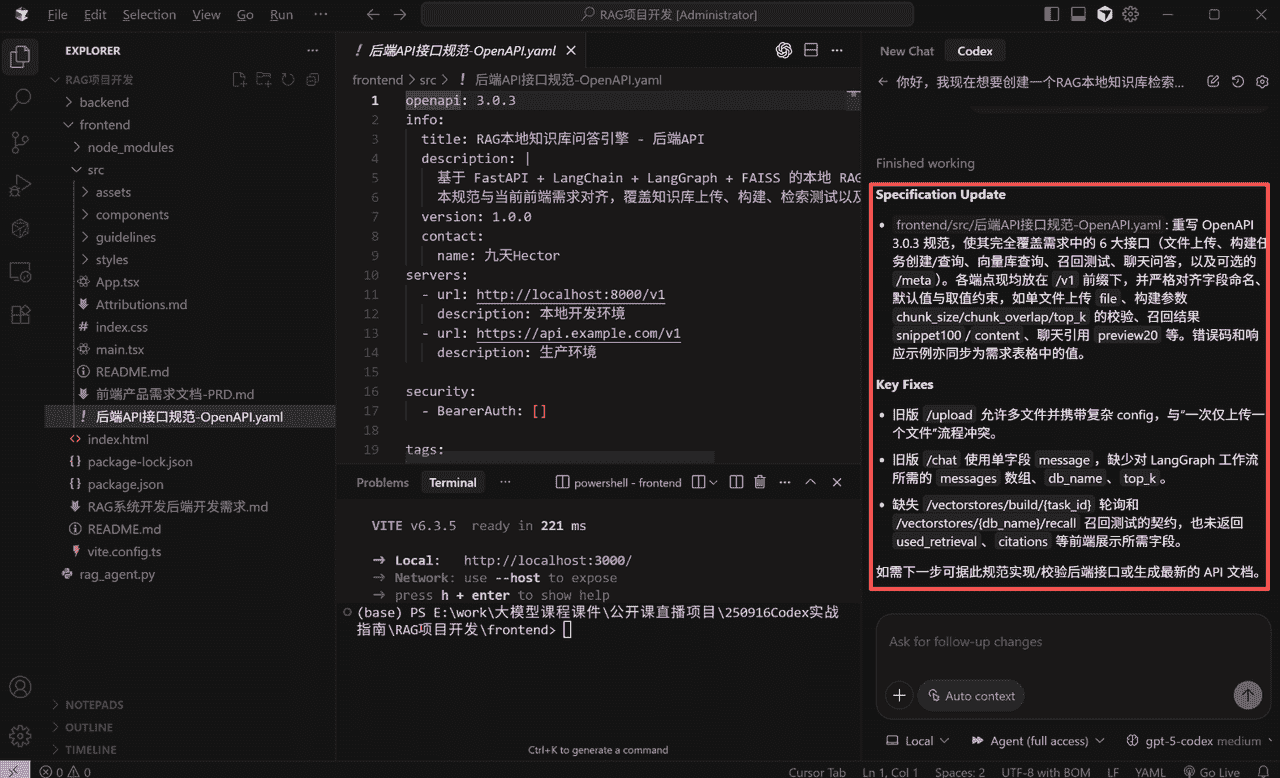 File Edit Selection View Go Run ··· ← → RAG项目开发 [Administrator]
EXPLORER ···
RAG项目开发
backend
frontend
node_modules
src
assets
components
guidelines
styles
App.tsx
Attributions.md
# index.css
main.tsx
README.md
前端产品需求文档-PRD.md
! 后端API接口规范-OpenAPI.yaml
<> index.html
{} package-lock.json
{} package.json
RAG系统开发后端开发需求.md
README.md
vite.config.ts
rag_agent.py
NOTEPADS
OUTLINE
TIMELINE
! 后端API接口规范-OpenAPI.yaml
frontend > src > ! 后端API接口规范-OpenAPI.yaml
1 openapi: 3.0.3
2 info:
3 title: RAG本地知识库问答引擎 - 后端API
4 description: |
5 基于 FastAPI + LangChain + LangGraph + FAISS 的本地 RAG
6 本规范与当前前端需求对齐，覆盖知识库上传、构建、检索测试以及
7 version: 1.0.0
8 contact:
9 name: 九天Hector
10 servers:
11 - url: http://localhost:8000/v1
12 description: 本地开发环境
13 - url: https://api.example.com/v1
14 description: 生产环境
15
16 security:
17 - BearerAuth: []
18
19 tags:
Problems Terminal ··· powershell - frontend
VITE v6.3.5 ready in 221 ms
→ Local: http://localhost:3000/
→ Network: use --host to expose
→ press h + enter to show help
(base) PS E:\work\大模型课程课件\公开课直播项目\250916Codex实战
指南\RAG项目开发\frontend>
Ctrl+K to generate a command
New Chat Codex
← 你好，我现在想要创建一个RAG本地知识库检索...
Finished working
Specification Update
• frontend/src/后端API接口规范-OpenAPI.yaml : 重写 OpenAPI
3.0.3 规范，使其完全覆盖需求中的 6 大接口（文件上传、构建任
务创建/查询、向量库查询、召回测试、聊天问答，以及可选的
/meta ）。各端点现均放在 /v1 前缀下，并严格对齐字段命名、
默认值与取值约束，如单文件上传 file 、构建参数
chunk_size/chunk_overlap/top_k 的校验、召回结果
snippet100 / content 、聊天引用 preview20 等。错误码和响
应示例亦同步为需求表格中的值。
Key Fixes
• 旧版 /upload 允许多文件并携带复杂 config，与“一次仅上传一
个文件”流程冲突。
• 旧版 /chat 使用单字段 message ，缺少对 LangGraph 工作流
所需的 messages 数组、 db_name 、 top_k 。
• 缺失 /vectorstores/build/{task_id} 轮询和
/vectorstores/{db_name}/recall 召回测试的契约，也未返回
used_retrieval 、 citations 等前端展示所需字段。
如需下一步可据此规范实现/校验后端接口或生成最新的 API 文档。
Ask for follow-up changes
+ Auto context
Local Agent (full access) gpt-5-codex medium
0 0 Cursor Tab Ln 1, Col 1 Spaces: 2 UTF-8 with BOM LF YAML Go Live